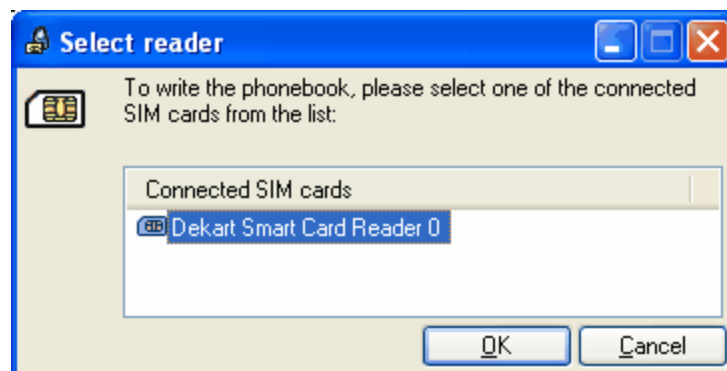 Select reader
To write the phonebook, please select one of the connected
SIM cards from the list:
Connected SIM cards
Dekart Smart Card Reader 0
OK
Cancel